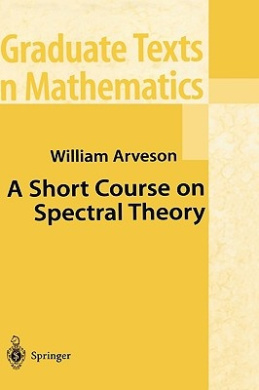 Graduate Texts
n Mathematics
William Arveson
A Short Course on
Spectral Theory
Springer